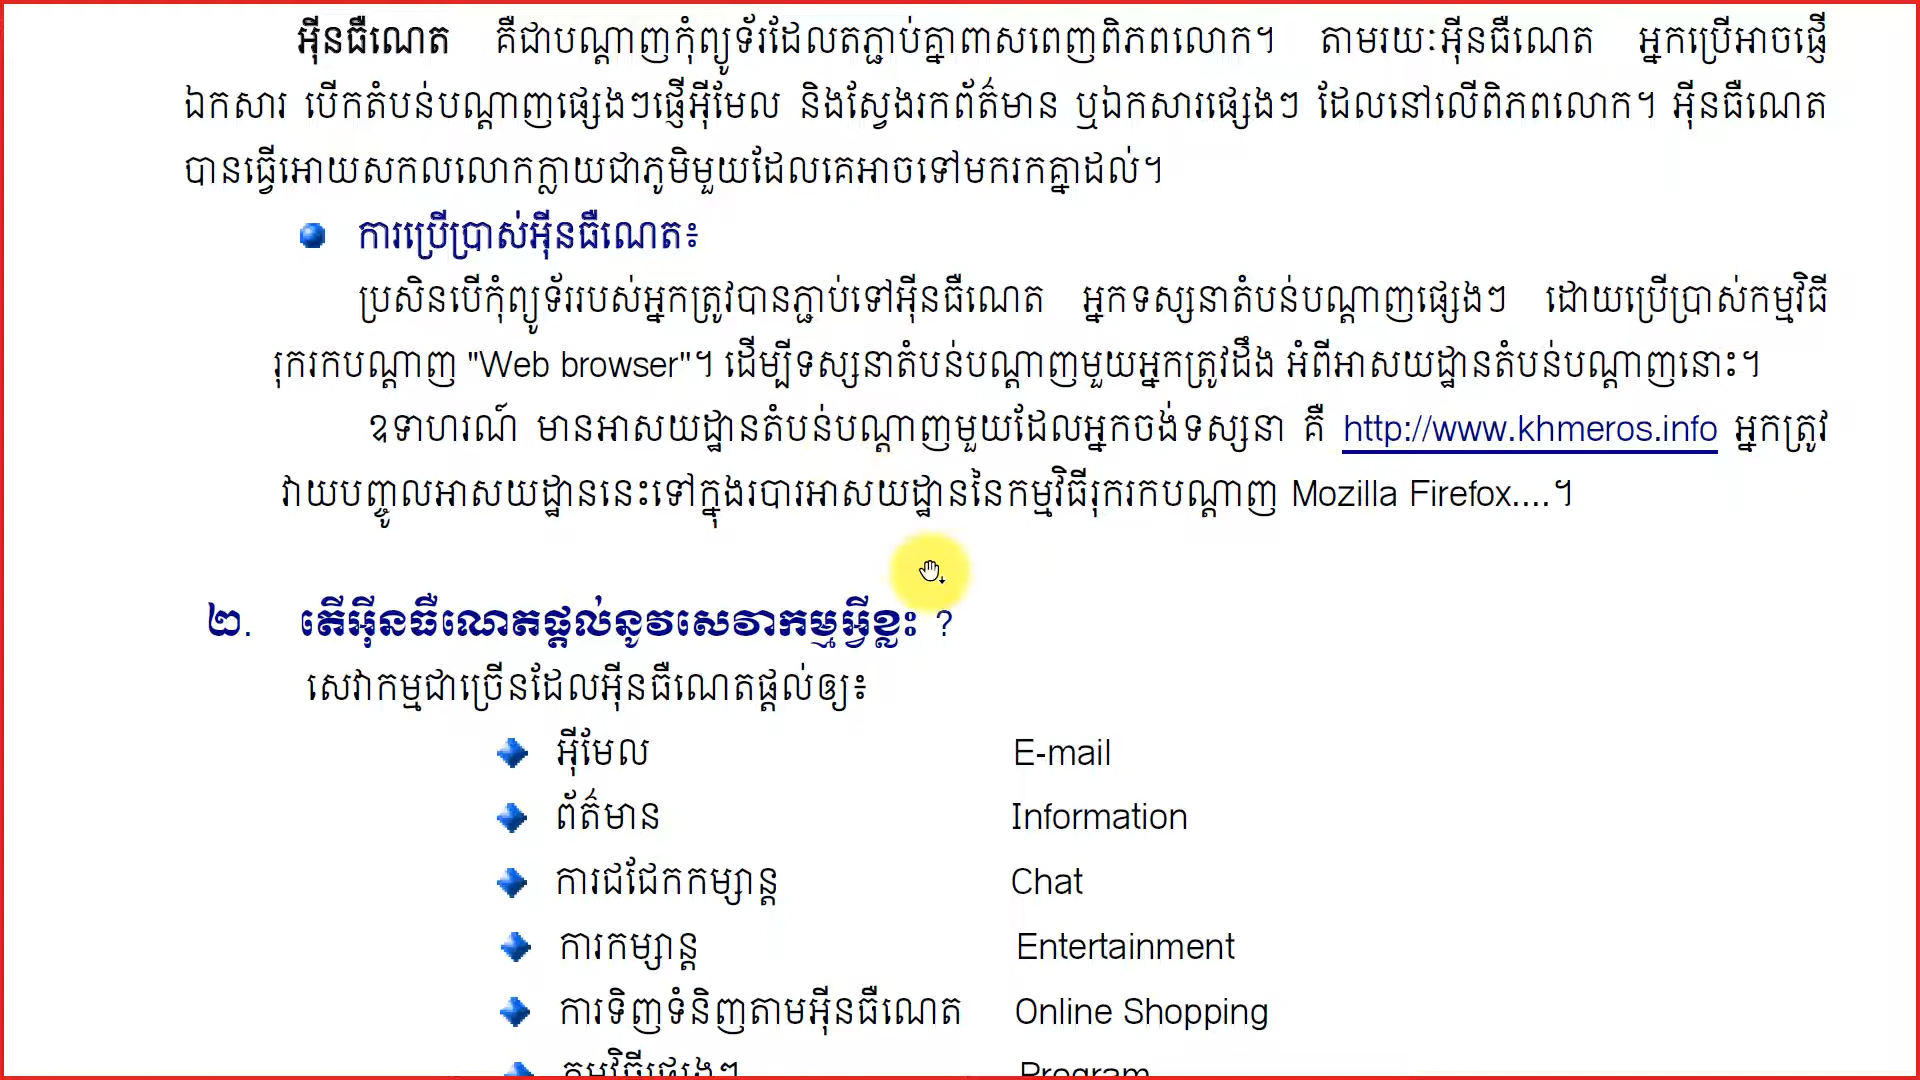 អ៊ីនធឺណេត គឺជាបណ្ដាញកុំព្យូទ័រដែលតភ្ជាប់គ្នាពាសពេញពិភពលោក។ តាមរយៈអ៊ីនធឺណេត អ្នកប្រើអាចផ្ញើ
ឯកសារ បើកតំបន់បណ្ដាញផ្សេងៗផ្ញើអ៊ីមែល និងស្វែងរកព័ត៌មាន ឬឯកសារផ្សេងៗ ដែលនៅលើពិភពលោក។ អ៊ីនធឺណេត
បានធ្វើអោយសកលលោកក្លាយជាភូមិមួយដែលគេអាចទៅមករកគ្នាដល់។
ការប្រើប្រាស់អ៊ីនធឺណេត៖
ប្រសិនបើកុំព្យូទ័ររបស់អ្នកត្រូវបានភ្ជាប់ទៅអ៊ីនធឺណេត អ្នកទស្សនាតំបន់បណ្ដាញផ្សេងៗ ដោយប្រើប្រាស់កម្មវិធី
រុករកបណ្ដាញ "Web browser"។ ដើម្បីទស្សនាតំបន់បណ្ដាញមួយអ្នកត្រូវដឹង អំពីអាសយដ្ឋានតំបន់បណ្ដាញនោះ។
ឧទាហរណ៍ មានអាសយដ្ឋានតំបន់បណ្ដាញមួយដែលអ្នកចង់ទស្សនា គឺ http://www.khmeros.info អ្នកត្រូវ
វាយបញ្ចូលអាសយដ្ឋាននេះទៅក្នុងរបារអាសយដ្ឋាននៃកម្មវិធីរុករកបណ្ដាញ Mozilla Firefox....។
២. តើអ៊ីនធឺណេតផ្ដល់នូវសេវាកម្មអ្វីខ្លះ ?
សេវាកម្មជាច្រើនដែលអ៊ីនធឺណេតផ្ដល់ឲ្យ៖
អ៊ីមែល E-mail
ព័ត៌មាន Information
ការជជែកកម្សាន្ត Chat
ការកម្សាន្ត Entertainment
ការទិញទំនិញតាមអ៊ីនធឺណេត Online Shopping
កម្មវិធីផ្សេងៗ Program